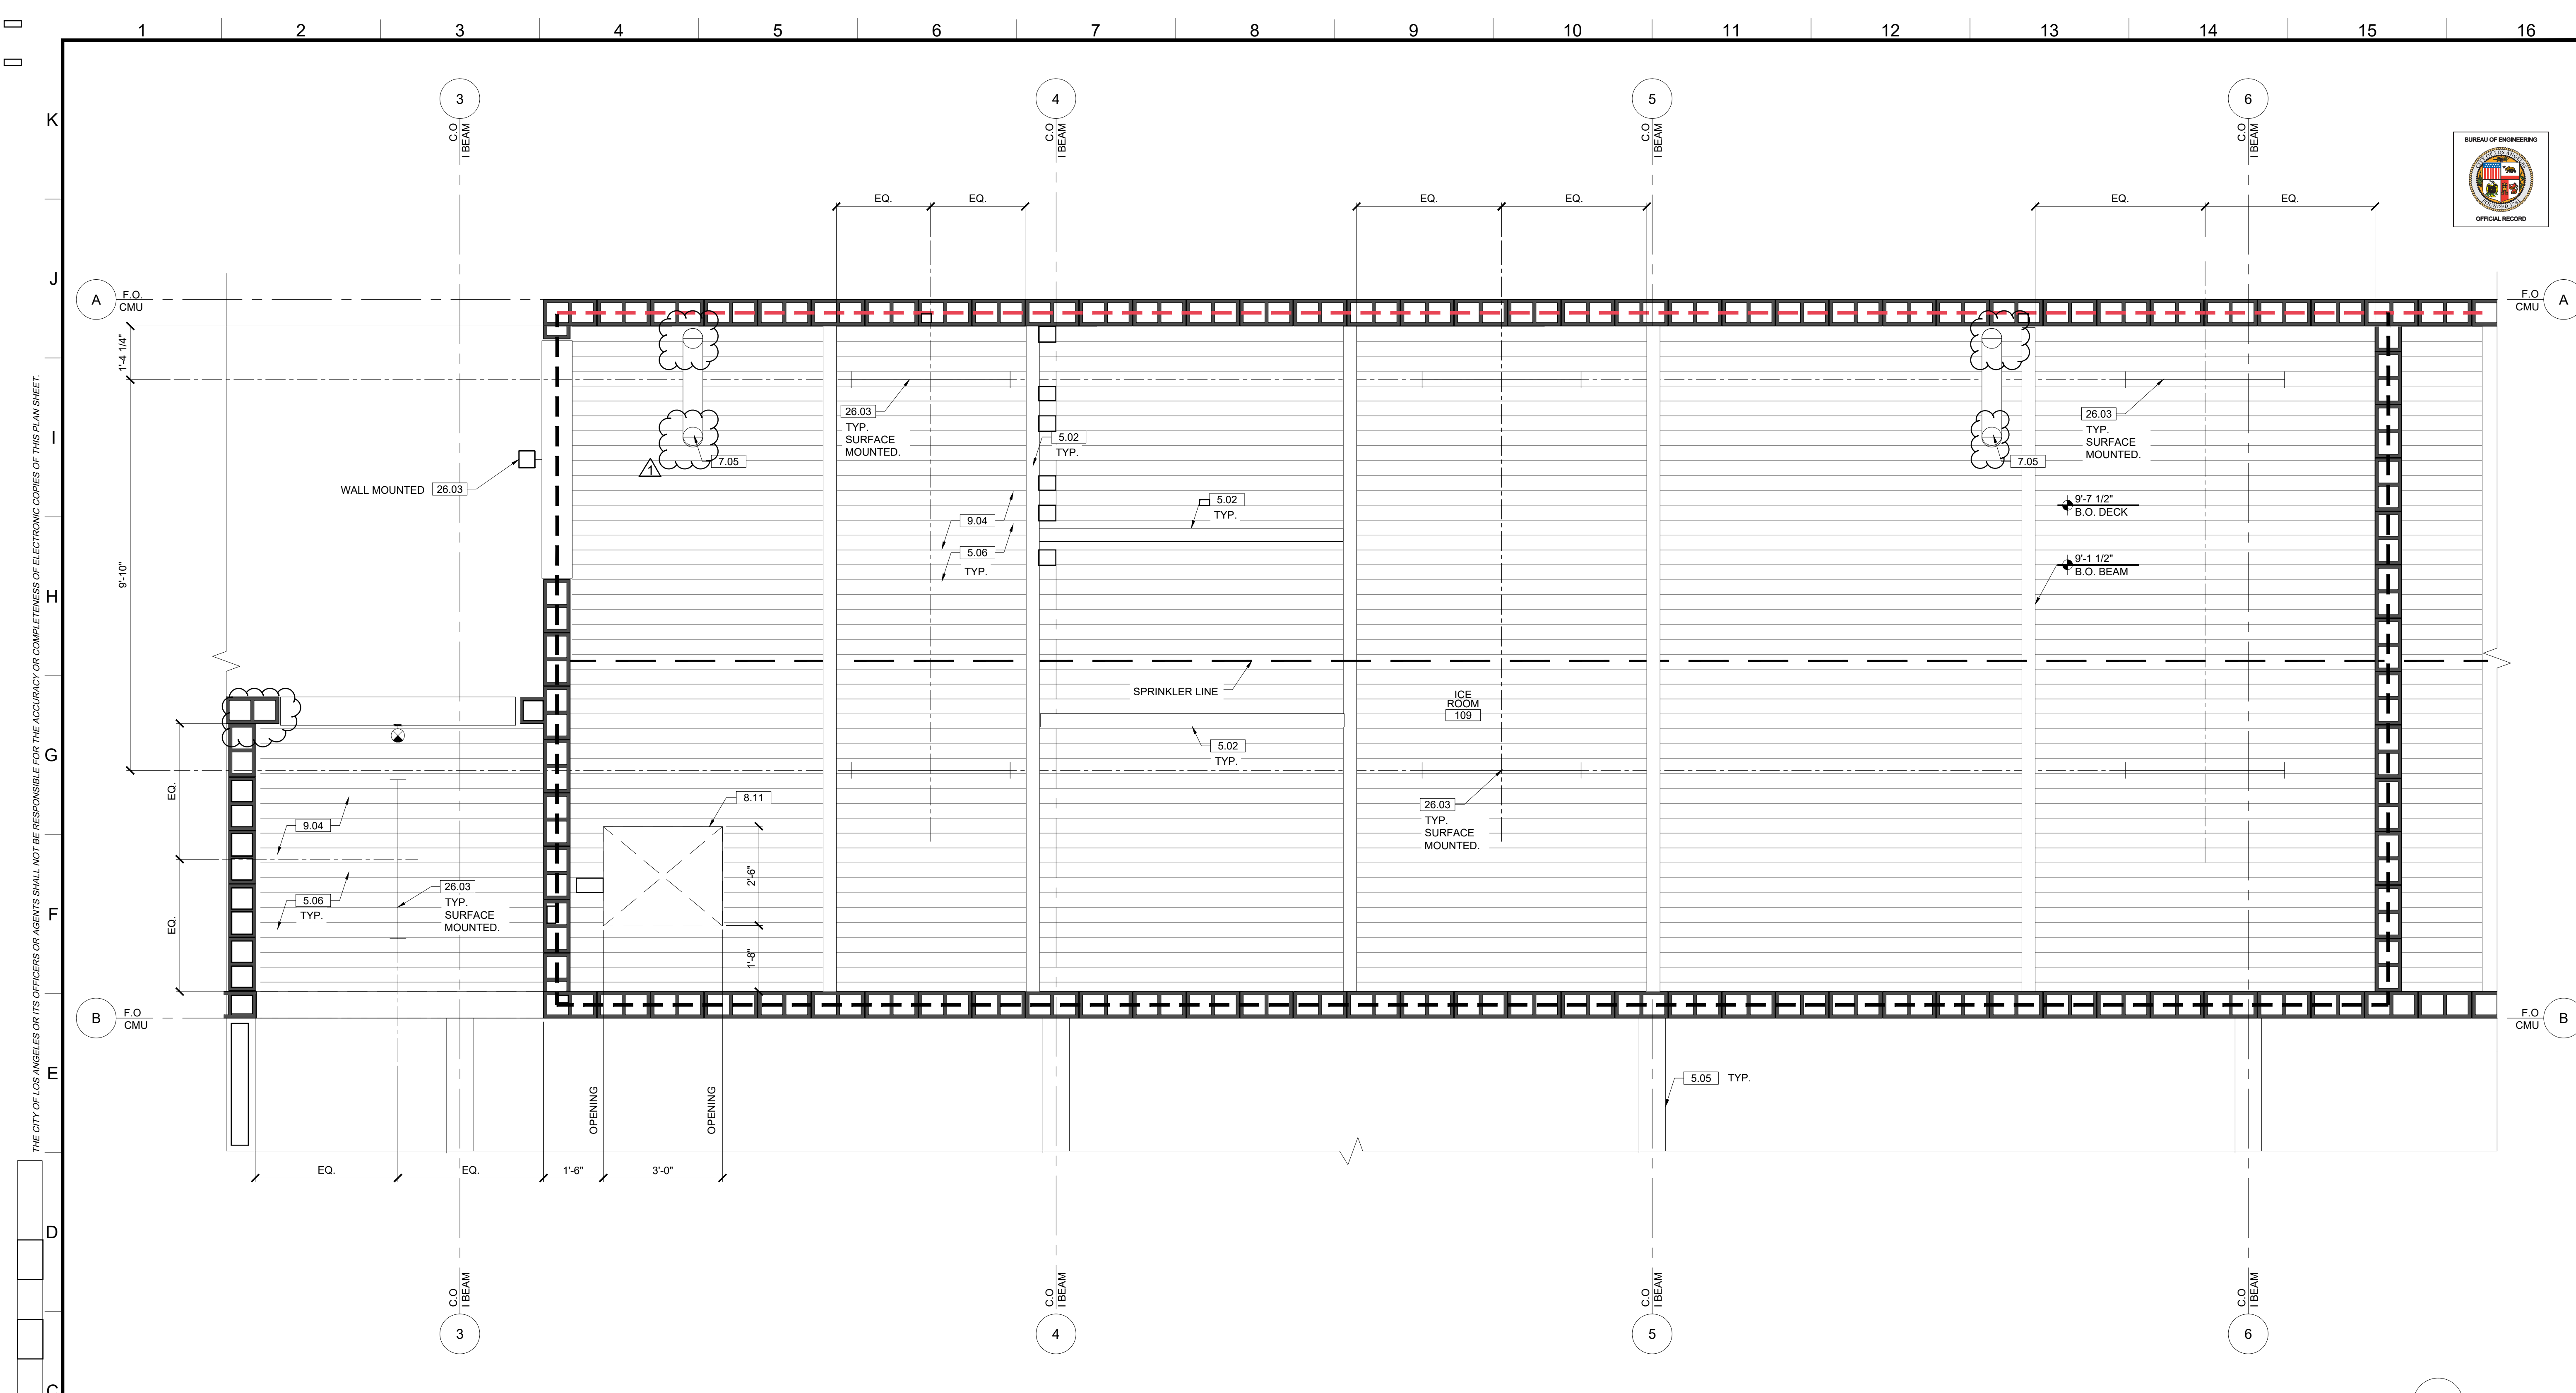 1 2 3 4 5 6 7 8 9 10 11 12 13 14 15 16
K
3 4 5 6
C.O
I BEAM
C.O
I BEAM
C.O
I BEAM
C.O
I BEAM
BUREAU OF ENGINEERING
CITY OF LOS ANGELES
FOUNDED 1781
OFFICIAL RECORD
EQ. EQ. EQ. EQ. EQ. EQ.
J
A
F.O.
CMU
F.O
CMU
A
1'-4 1/4"
THE CITY OF LOS ANGELES OR ITS OFFICERS OR AGENTS SHALL NOT BE RESPONSIBLE FOR THE ACCURACY OR COMPLETENESS OF ELECTRONIC COPIES OF THIS PLAN SHEET.
26.03
TYP.
SURFACE
MOUNTED.
26.03
TYP.
SURFACE
MOUNTED.
I
5.02
TYP.
7.05
1
7.05
WALL MOUNTED 26.03
5.02
TYP.
9'-7 1/2"
B.O. DECK
9.04
5.06
TYP.
9'-1 1/2"
B.O. BEAM
9'-10"
H
SPRINKLER LINE
ICE
ROOM
109
G
5.02
TYP.
EQ.
8.11
26.03
TYP.
SURFACE
MOUNTED.
9.04
2'-6"
26.03
TYP.
SURFACE
MOUNTED.
5.06
TYP.
F
EQ.
1'-8"
B
F.O
CMU
F.O
CMU
B
E
5.05 TYP.
OPENING
OPENING
EQ. EQ. 1'-6" 3'-0"
D
C.O
I BEAM
C.O
I BEAM
C.O
I BEAM
C.O
I BEAM
3 4 5 6
C